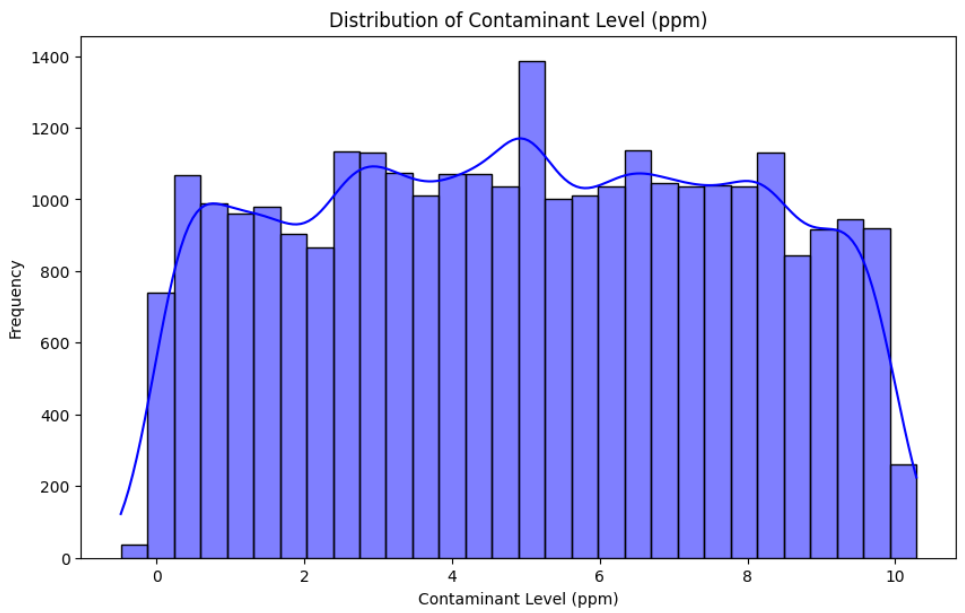 Distribution of Contaminant Level (ppm)
1400
1200
1000
800
600
400
200
0
Frequency
0 2 4 6 8 10
Contaminant Level (ppm)